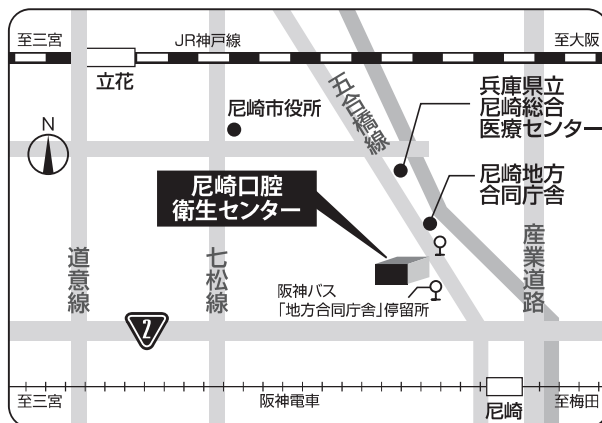 至三宮
JR神戸線
至大阪
立花
五合橋線
兵庫県立
尼崎総合
医療センター
尼崎市役所
N
尼崎地方
合同庁舎
尼崎口腔
衛生センター
道意線
七松線
産業道路
阪神バス
「地方合同庁舎」停留所
2
至三宮
阪神電車
尼崎
至梅田